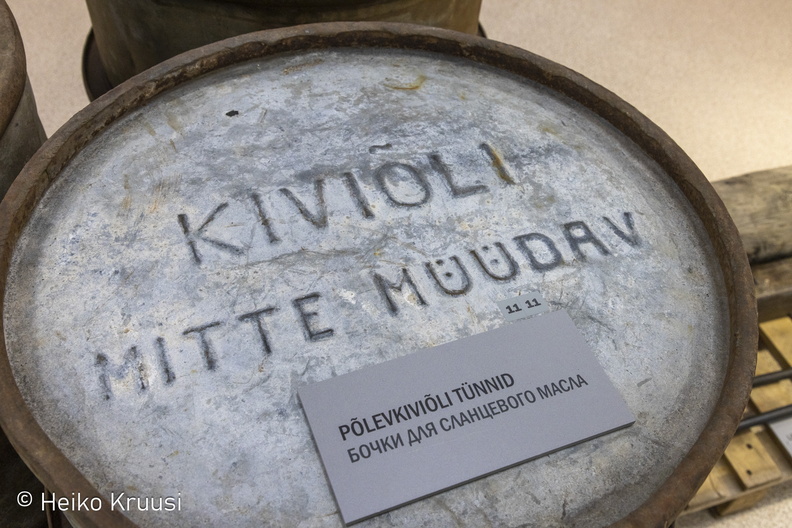 KIVIÕLI
MITTE MÜÜDAV
11 11
PÕLEVKIVIÕLI TÜNNID
БОЧКИ ДЛЯ СЛАНЦЕВОГО МАСЛА
© Heiko Kruusi